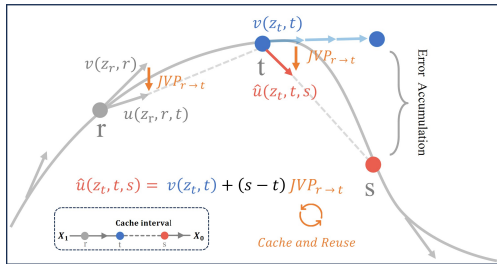 v(z_t, t)
v(z_r, r)
JVP_{r→t}
JVP_{r→t}
t
u(z_r, r, t)
û(z_t, t, s)
r
Error
Accumulation
s
û(z_t, t, s) = v(z_t, t) + (s − t) JVP_{r→t}
Cache interval
X_1 r t s X_0
Cache and Reuse